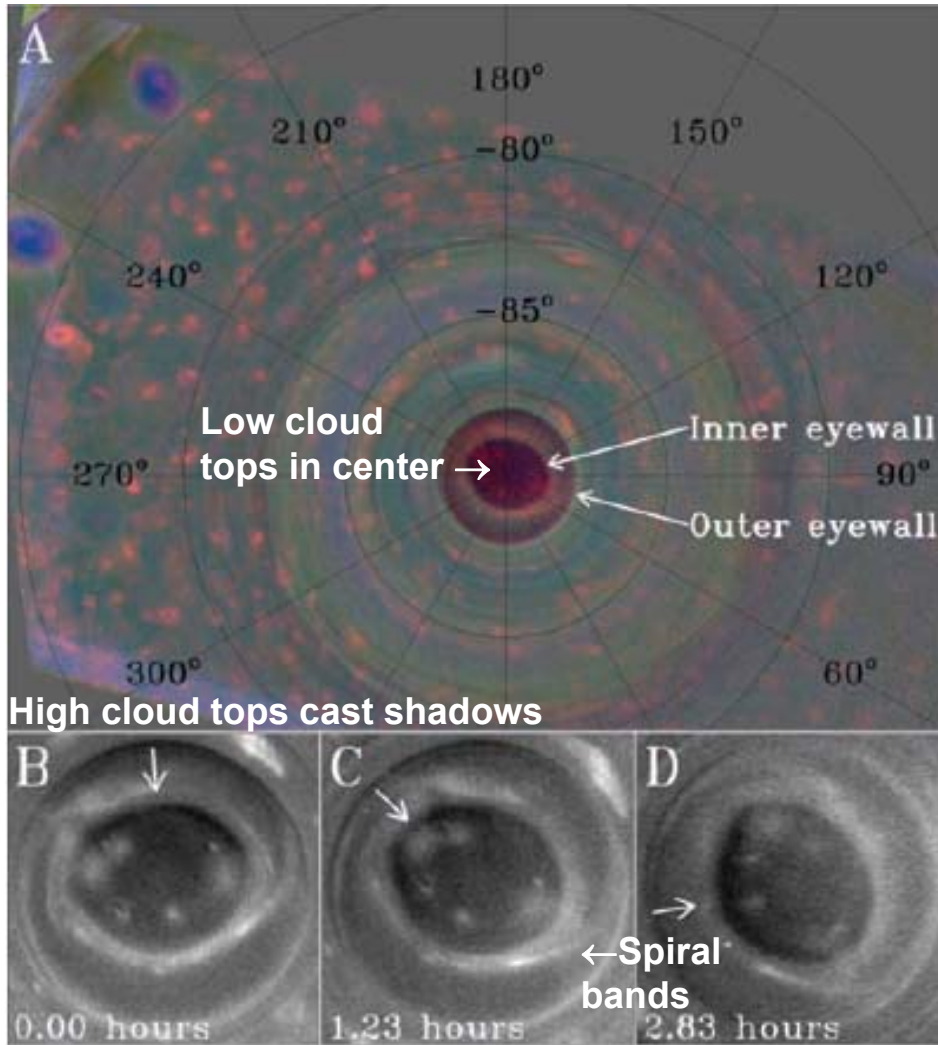 A
180°
210°
150°
-80°
240°
120°
-85°
Low cloud
tops in center →
Inner eyewall
270°
90°
Outer eyewall
300°
60°
High cloud tops cast shadows
B
C
D
←Spiral
bands
0.00 hours
1.23 hours
2.83 hours